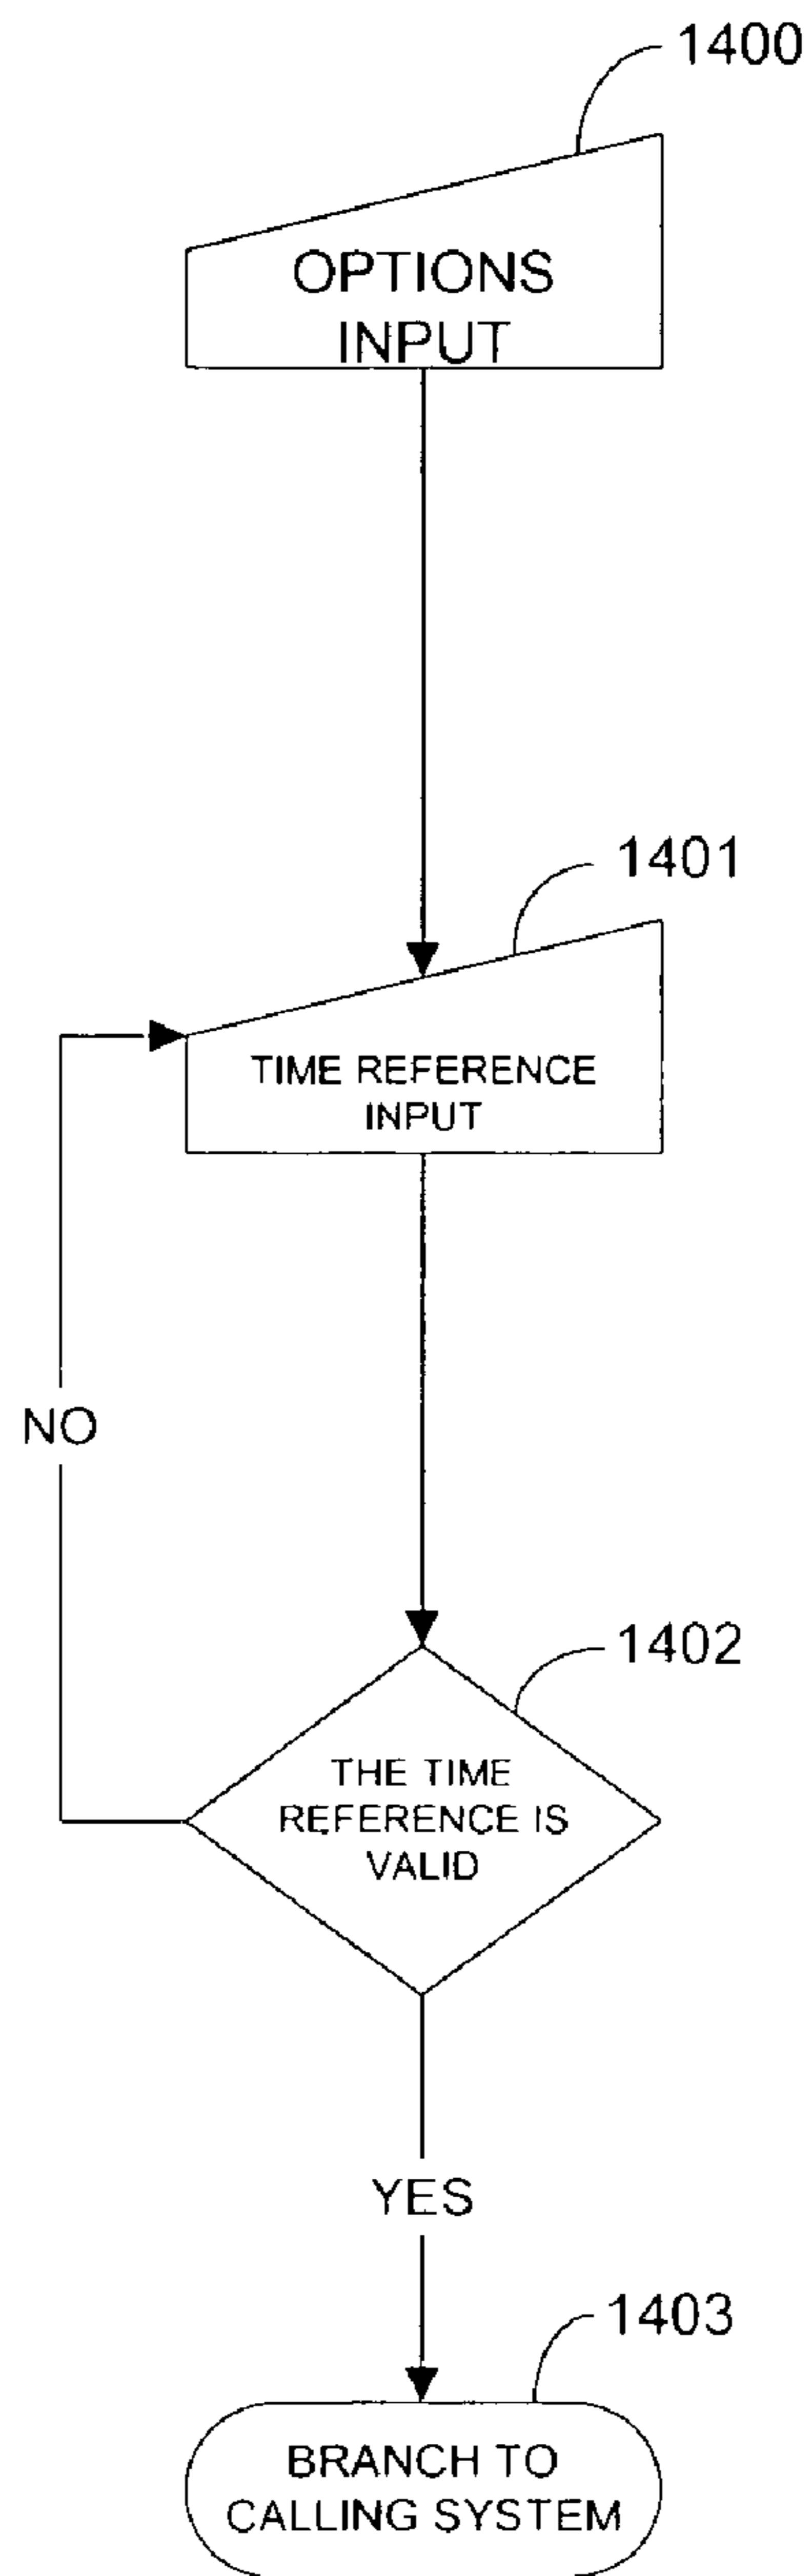 1400
OPTIONS
INPUT
1401
TIME REFERENCE
INPUT
NO
1402
THE TIME
REFERENCE IS
VALID
YES
1403
BRANCH TO
CALLING SYSTEM